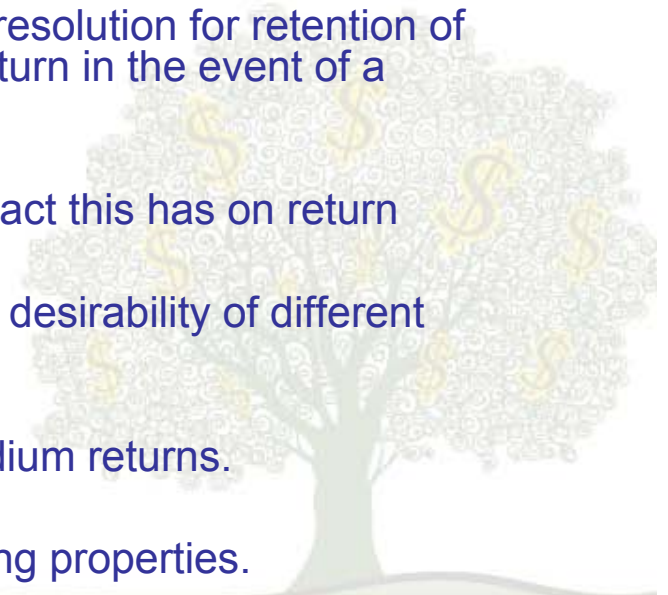 resolution for retention of
turn in the event of a
act this has on return
desirability of different
dium returns.
ng properties.